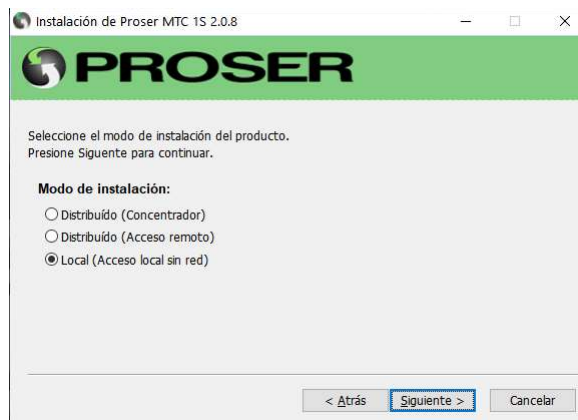 Instalación de Proser MTC 1S 2.0.8
PROSER
Seleccione el modo de instalación del producto.
Presione Siguente para continuar.
Modo de instalación:
Distribuído (Concentrador)
Distribuído (Acceso remoto)
Local (Acceso local sin red)
< Atrás
Siguiente >
Cancelar